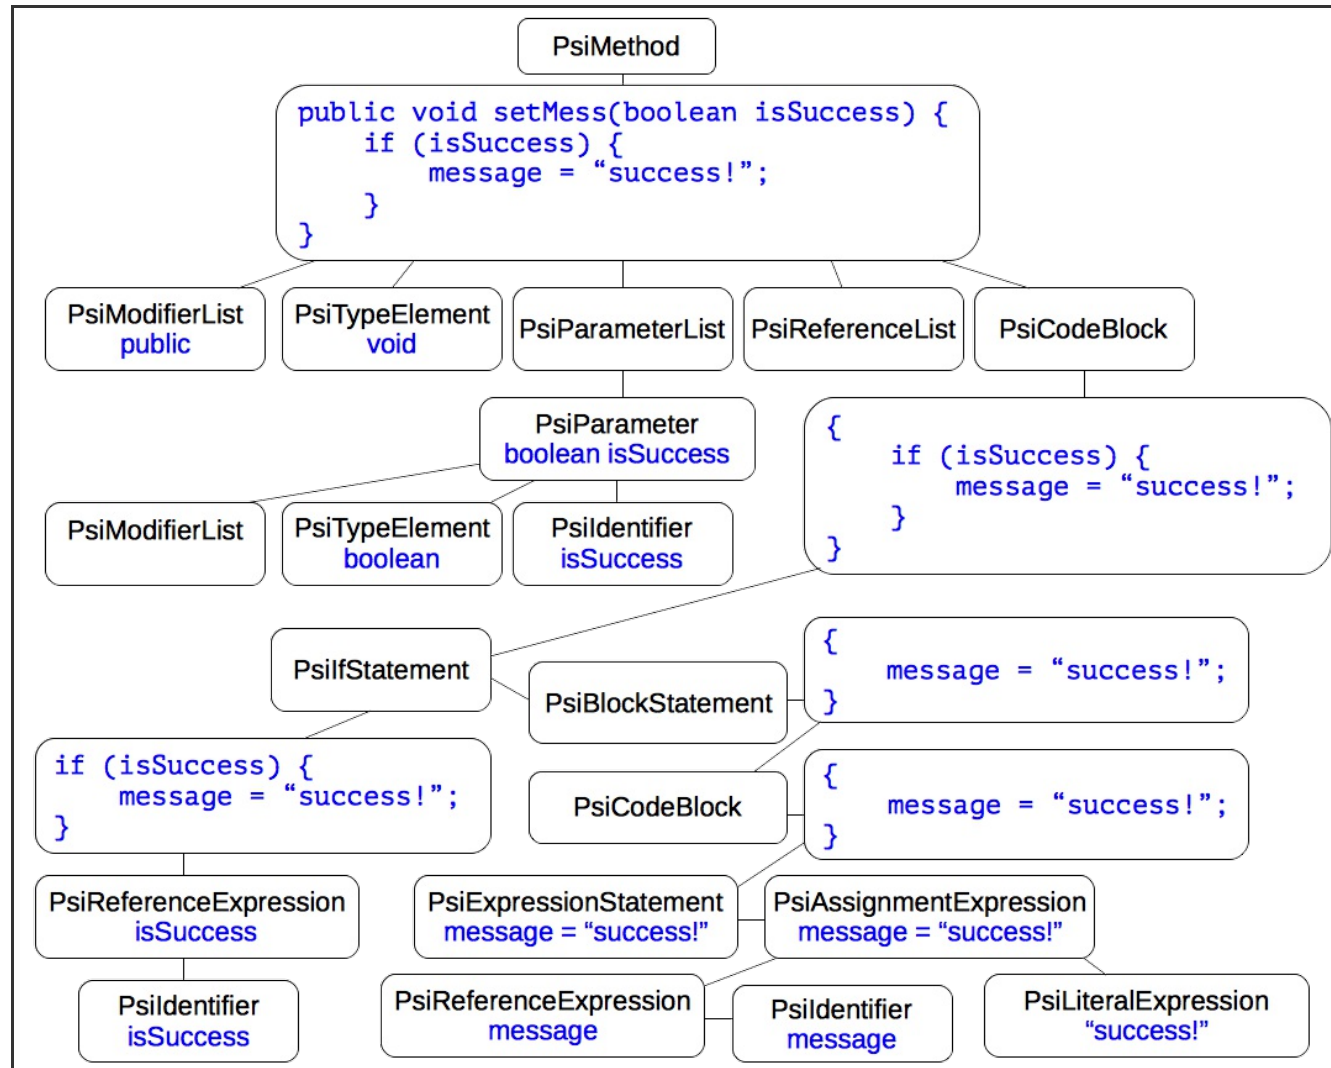 PsiMethod
public void setMess(boolean isSuccess) {
    if (isSuccess) {
        message = “success!”;
    }
}
PsiModifierList
public
PsiTypeElement
void
PsiParameterList
PsiReferenceList
PsiCodeBlock
PsiParameter
boolean isSuccess
{
    if (isSuccess) {
        message = “success!”;
    }
}
PsiModifierList
PsiTypeElement
boolean
PsiIdentifier
isSuccess
PsiIfStatement
PsiBlockStatement
{
    message = “success!”;
}
if (isSuccess) {
    message = “success!”;
}
PsiCodeBlock
{
    message = “success!”;
}
PsiReferenceExpression
isSuccess
PsiExpressionStatement
message = “success!”
PsiAssignmentExpression
message = “success!”
PsiIdentifier
isSuccess
PsiReferenceExpression
message
PsiIdentifier
message
PsiLiteralExpression
“success!”